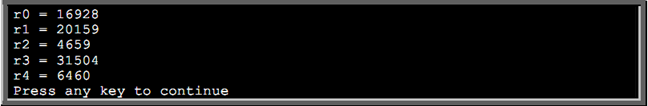 r0 = 16928
r1 = 20159
r2 = 4659
r3 = 31504
r4 = 6460
Press any key to continue